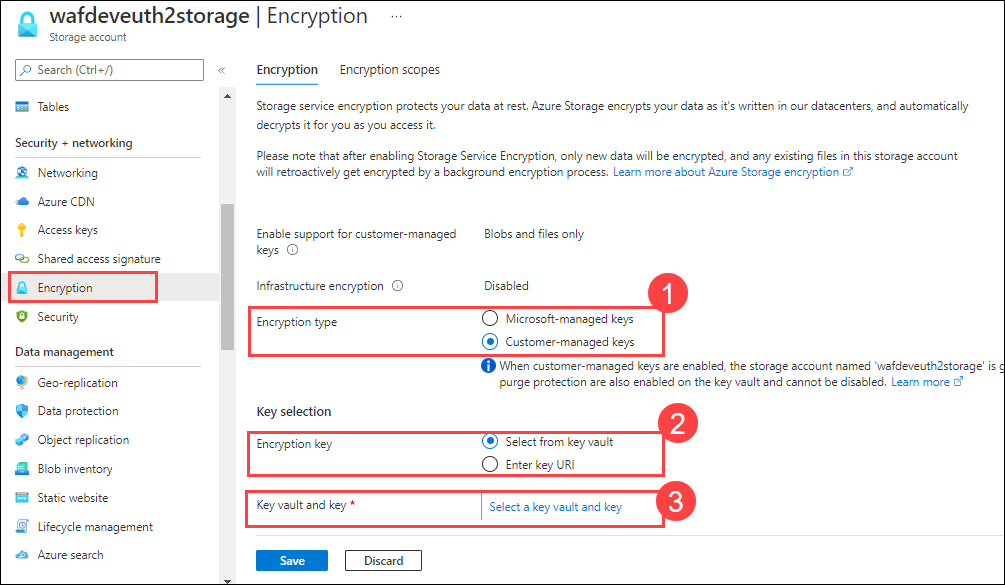 wafdeveuth2storage | Encryption ...
Storage account
Search (Ctrl+/)
«
Tables
Security + networking
Networking
Azure CDN
Access keys
Shared access signature
Encryption
Security
Data management
Geo-replication
Data protection
Object replication
Blob inventory
Static website
Lifecycle management
Azure search
Encryption Encryption scopes
Storage service encryption protects your data at rest. Azure Storage encrypts your data as it's written in our datacenters, and automatically
decrypts it for you as you access it.
Please note that after enabling Storage Service Encryption, only new data will be encrypted, and any existing files in this storage account
will retroactively get encrypted by a background encryption process. Learn more about Azure Storage encryption
Enable support for customer-managed
keys
Blobs and files only
Infrastructure encryption Disabled
1
Encryption type
Microsoft-managed keys
Customer-managed keys
When customer-managed keys are enabled, the storage account named 'wafdeveuth2storage' is g
purge protection are also enabled on the key vault and cannot be disabled. Learn more
Key selection
2
Encryption key
Select from key vault
Enter key URI
3
Key vault and key * Select a key vault and key
Save Discard